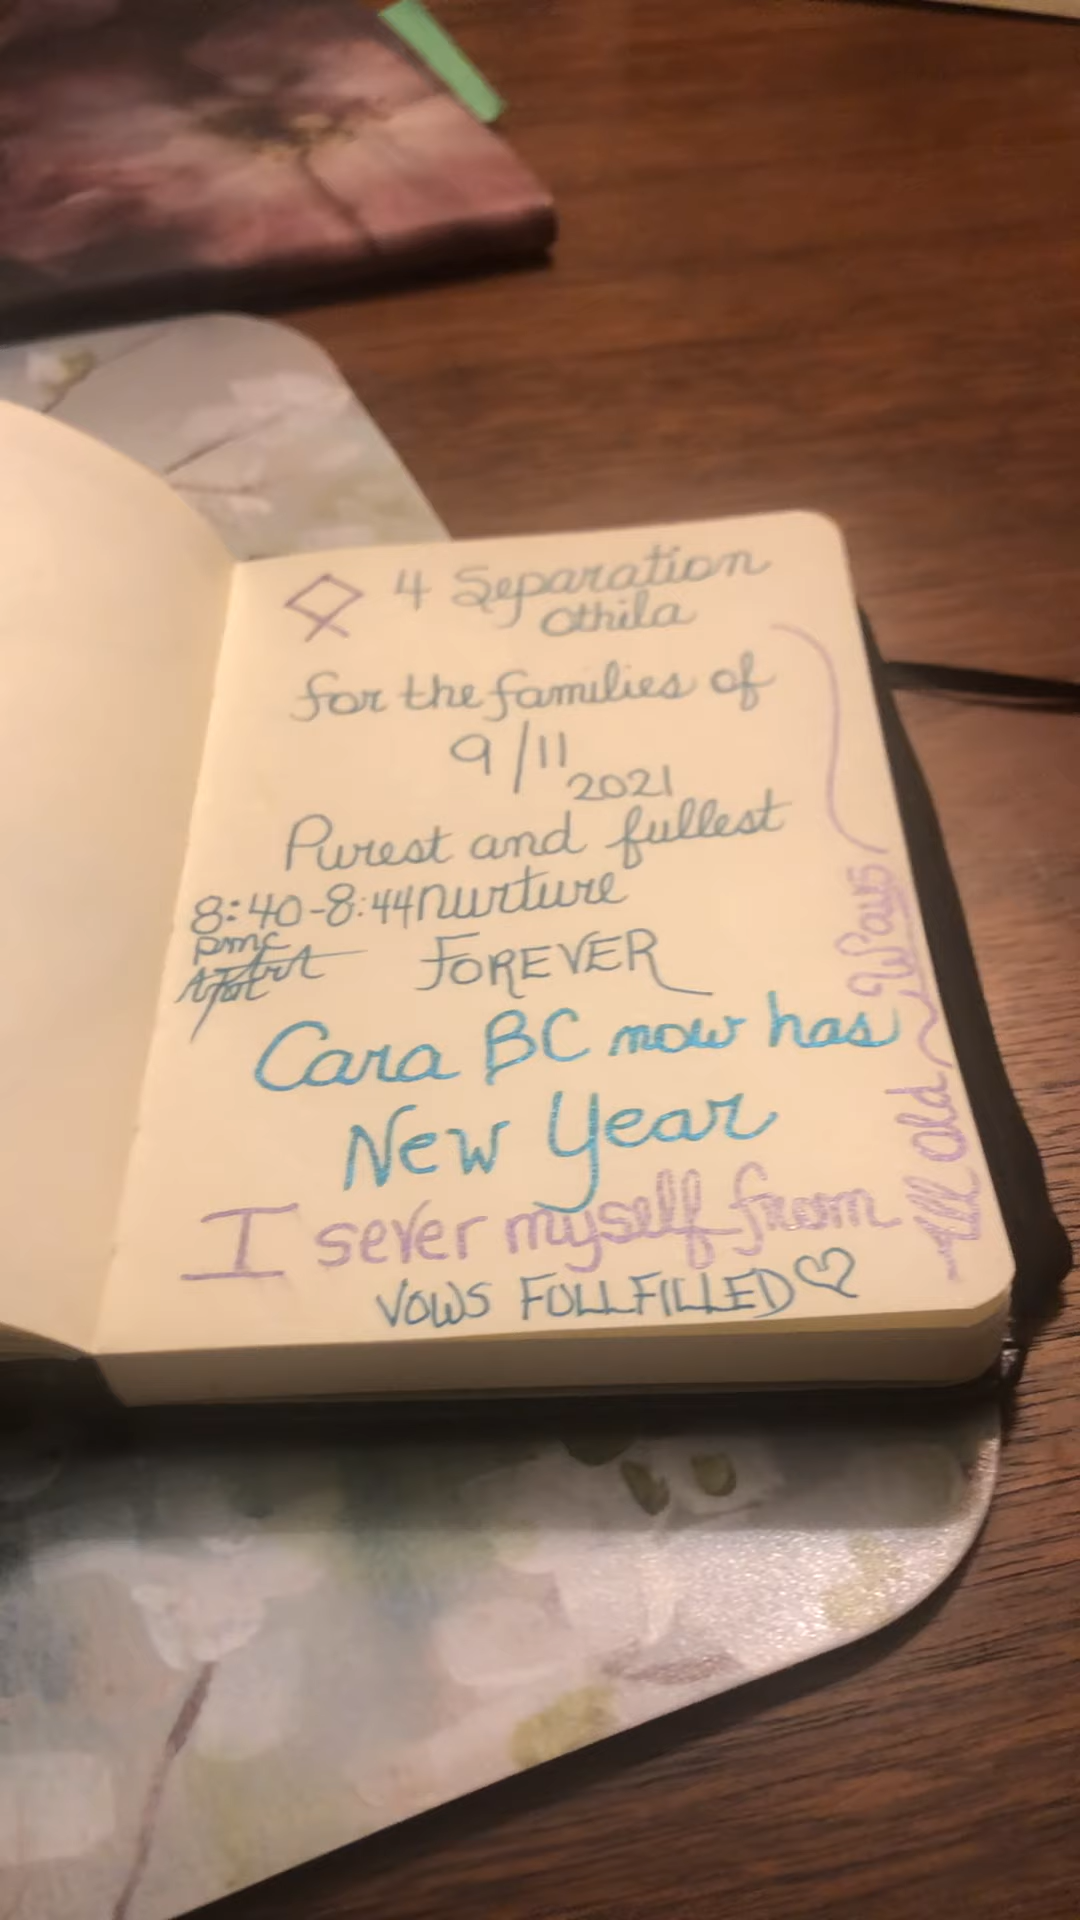 4 Separation
Othila
for the families of
9/11
2021
Purest and fullest
8:40-8:44 nurture
pmc
FOREVER
Cara BC now has
New Year
I sever myself from
All Old Ways
VOWS FULLFILLED